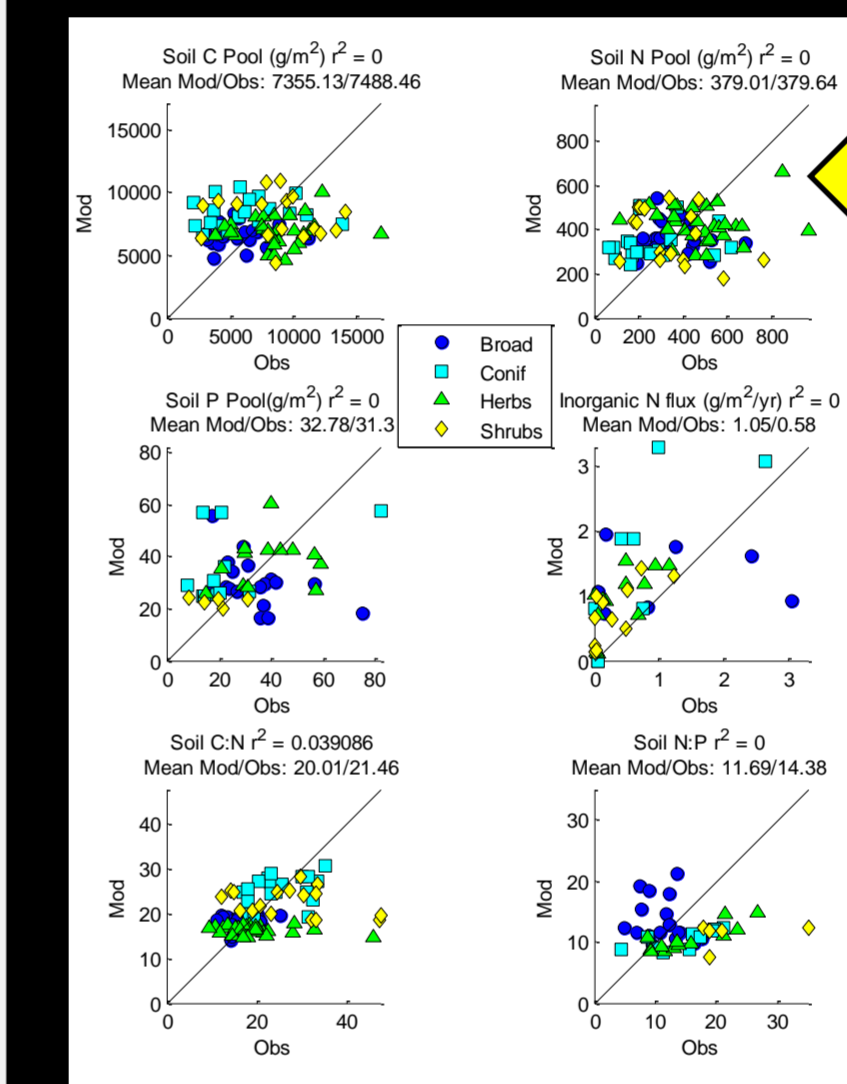 Soil C Pool (g/m²) r² = 0
Mean Mod/Obs: 7355.13/7488.46
15000
10000
5000
0
Mod
0 5000 10000 15000
Obs
Soil N Pool (g/m²) r² = 0
Mean Mod/Obs: 379.01/379.64
800
600
400
200
0
Mod
0 200 400 600 800
Obs
Broad
Conif
Herbs
Shrubs
Soil P Pool(g/m²) r² = 0
Mean Mod/Obs: 32.78/31.3
80
60
40
20
0
Mod
0 20 40 60 80
Obs
Inorganic N flux (g/m²/yr) r² = 0
Mean Mod/Obs: 1.05/0.58
3
2
1
0
Mod
0 1 2 3
Obs
Soil C:N r² = 0.039086
Mean Mod/Obs: 20.01/21.46
40
30
20
10
0
Mod
0 20 40
Obs
Soil N:P r² = 0
Mean Mod/Obs: 11.69/14.38
30
20
10
0
Mod
0 10 20 30
Obs